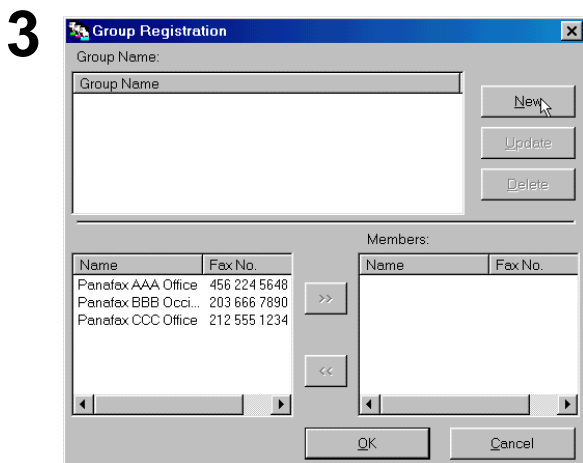 3
Group Registration
Group Name:
Group Name
New
Update
Delete
Members:
Name Fax No.
Panafax AAA Office 456 224 5648
Panafax BBB Occi... 203 666 7890
Panafax CCC Office 212 555 1234
>>
<<
Name Fax No.
OK Cancel